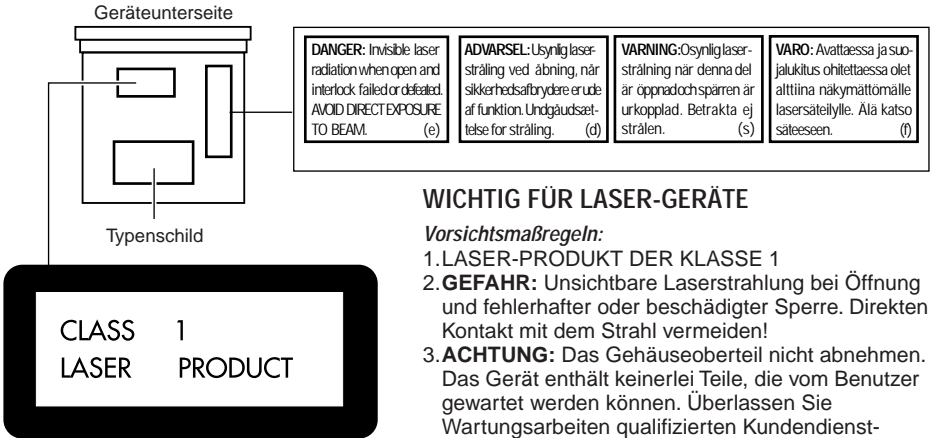 Geräteunterseite
DANGER: Invisible laser
radiation when open and
interlock failed or defeated.
AVOID DIRECT EXPOSURE
TO BEAM. (e)
ADVARSEL: Usynlig laser-
stråling ved åbning, når
sikkerhedsafbrydere er ude
af funktion. Undgå udsæt-
telse for stråling. (d)
VARNING: Osynlig laser-
strålning när denna del
är öppnad och spärren är
urkopplad. Betrakta ej
strålen. (s)
VARO: Avattaessa ja suo-
jalukitus ohitettaessa olet
alttiina näkymättömälle
lasersäteilylle. Älä katso
säteeseen. (f)
Typenschild
CLASS 1
LASER PRODUCT
WICHTIG FÜR LASER-GERÄTE
Vorsichtsmaßregeln:
1. LASER-PRODUKT DER KLASSE 1
2. GEFAHR: Unsichtbare Laserstrahlung bei Öffnung
und fehlerhafter oder beschädigter Sperre. Direkten
Kontakt mit dem Strahl vermeiden!
3. ACHTUNG: Das Gehäuseoberteil nicht abnehmen.
Das Gerät enthält keinerlei Teile, die vom Benutzer
gewartet werden können. Überlassen Sie
Wartungsarbeiten qualifizierten Kundendienst-